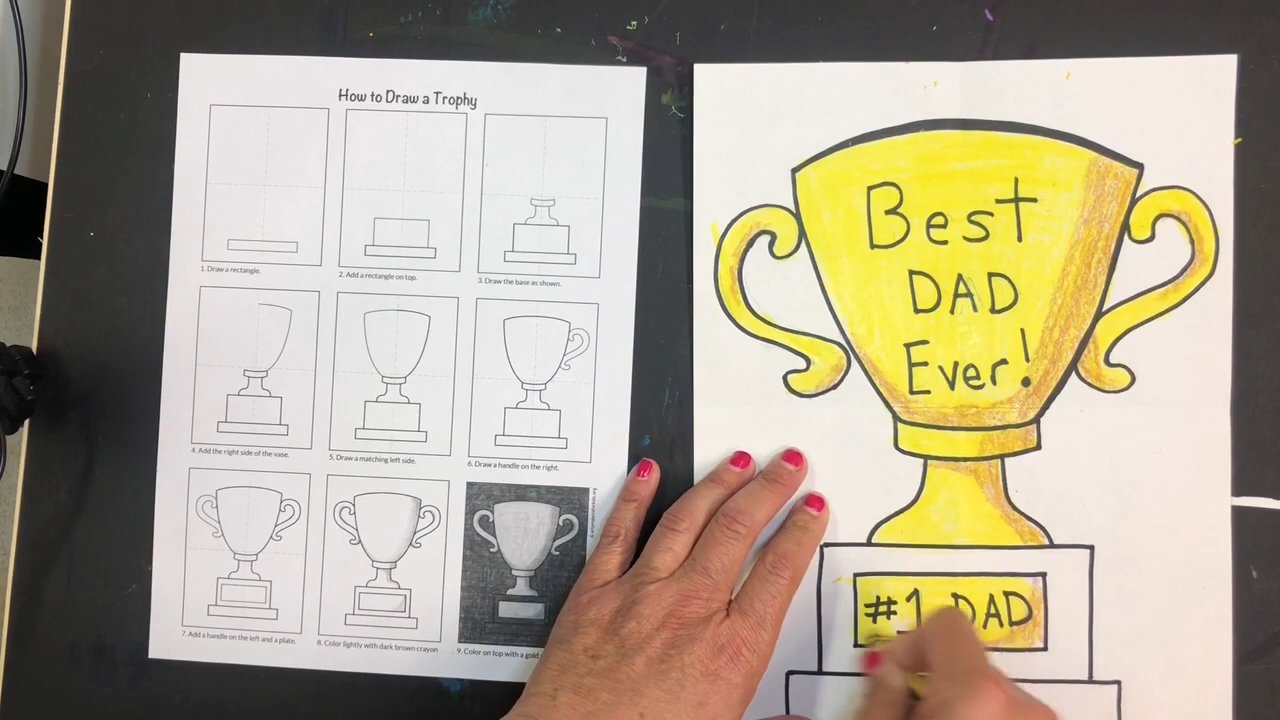 How to Draw a Trophy
1. Draw a rectangle.
2. Add a rectangle on top.
3. Draw the base as shown.
4. Add the right side of the vase.
5. Draw a matching left side.
6. Draw a handle on the right.
7. Add a handle on the left and a plate.
8. Color lightly with dark brown crayon
9. Color on top with a gold
Best
DAD
Ever!
#1 DAD